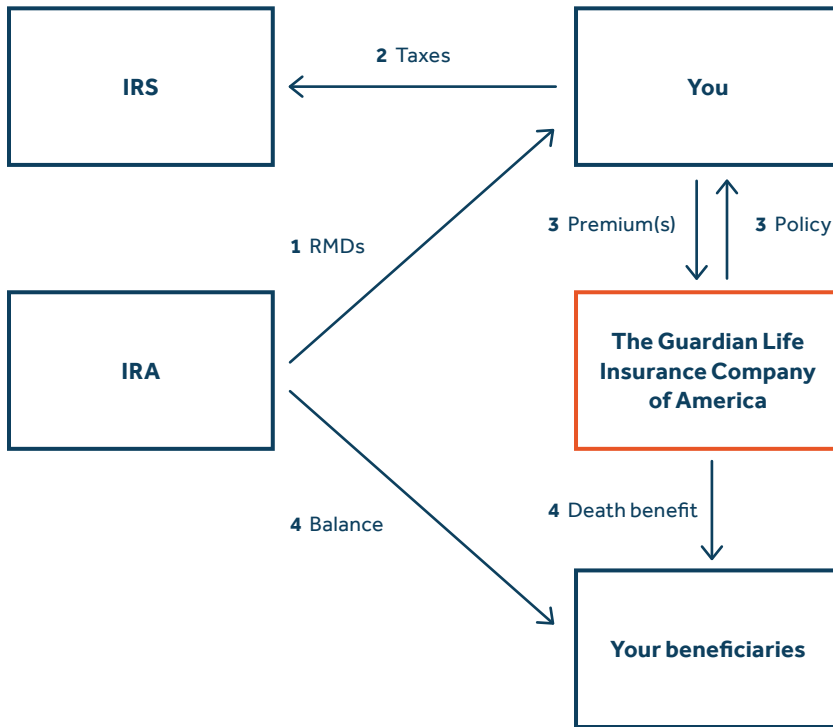 2 Taxes
IRS
You
3 Premium(s)
3 Policy
1 RMDs
IRA
The Guardian Life
Insurance Company
of America
4 Balance
4 Death benefit
Your beneficiaries